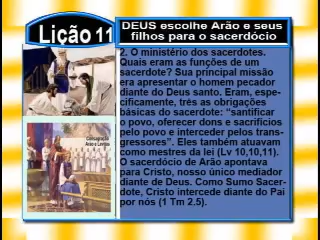 Lição 11
DEUS escolhe Arão e seus
filhos para o sacerdócio
2. O ministério dos sacerdotes.
Quais eram as funções de um
sacerdote? Sua principal missão
era apresentar o homem pecador
diante do Deus santo. Eram, espe-
cificamente, três as obrigações
básicas do sacerdote: “santificar
o povo, oferecer dons e sacrifícios
pelo povo e interceder pelos trans-
gressores”. Eles também atuavam
como mestres da lei (Lv 10,10,11).
O sacerdócio de Arão apontava
para Cristo, nosso único mediador
diante de Deus. Como Sumo Sacer-
dote, Cristo intercede diante do Pai
por nós (1 Tm 2.5).
Consagração
Arão e Levitas